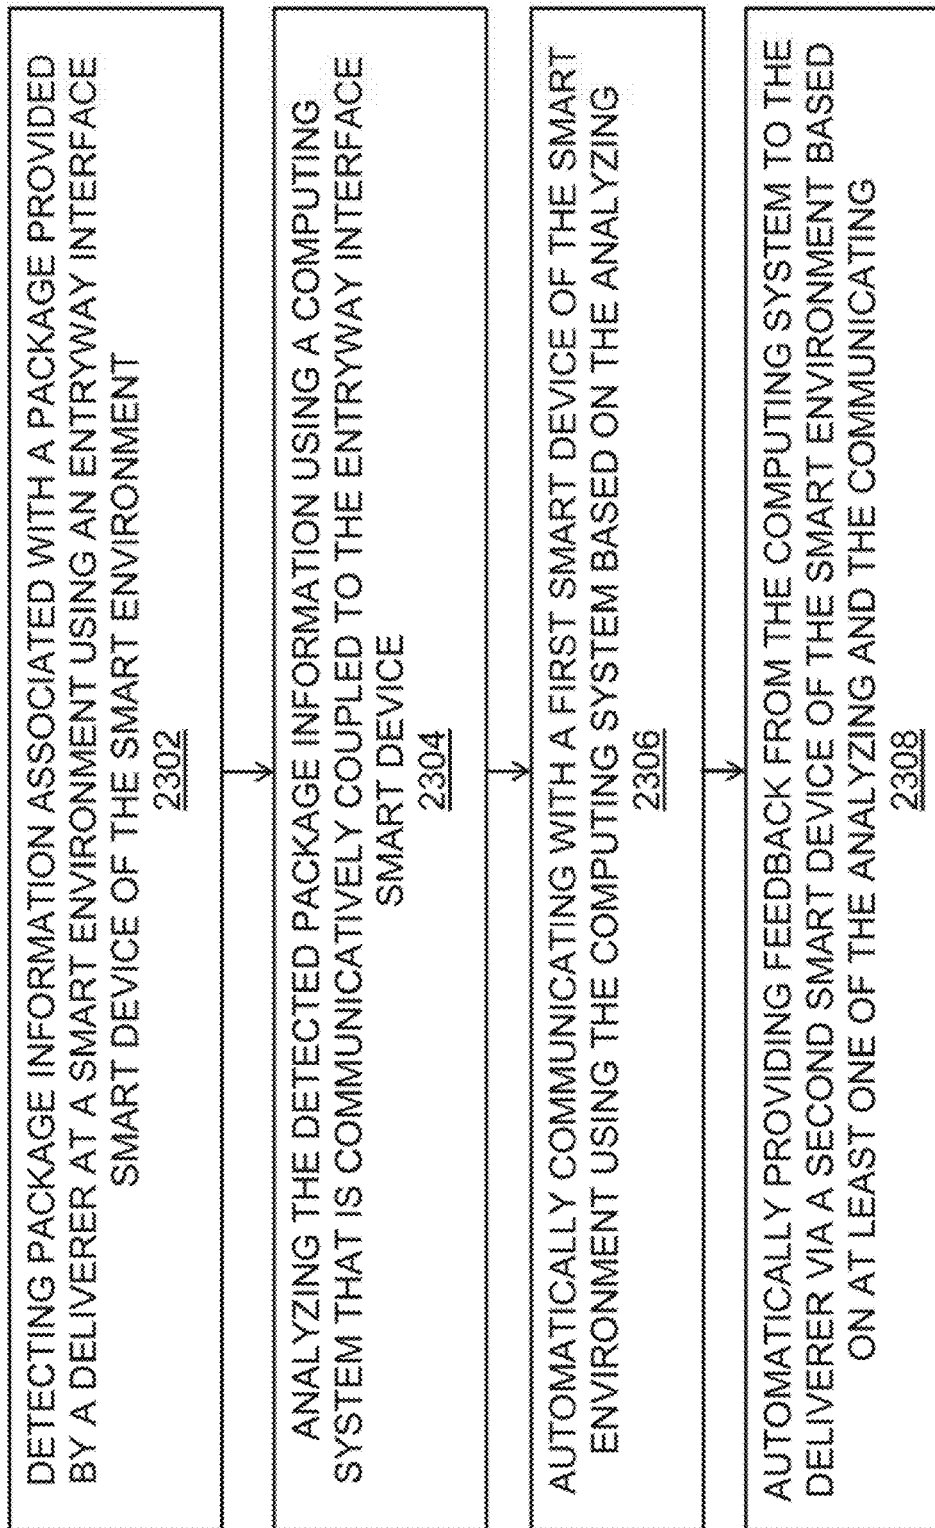 DETECTING PACKAGE INFORMATION ASSOCIATED WITH A PACKAGE PROVIDED
BY A DELIVERER AT A SMART ENVIRONMENT USING AN ENTRYWAY INTERFACE
SMART DEVICE OF THE SMART ENVIRONMENT
2302
ANALYZING THE DETECTED PACKAGE INFORMATION USING A COMPUTING
SYSTEM THAT IS COMMUNICATIVELY COUPLED TO THE ENTRYWAY INTERFACE
SMART DEVICE
2304
AUTOMATICALLY COMMUNICATING WITH A FIRST SMART DEVICE OF THE SMART
ENVIRONMENT USING THE COMPUTING SYSTEM BASED ON THE ANALYZING
2306
AUTOMATICALLY PROVIDING FEEDBACK FROM THE COMPUTING SYSTEM TO THE
DELIVERER VIA A SECOND SMART DEVICE OF THE SMART ENVIRONMENT BASED
ON AT LEAST ONE OF THE ANALYZING AND THE COMMUNICATING
2308